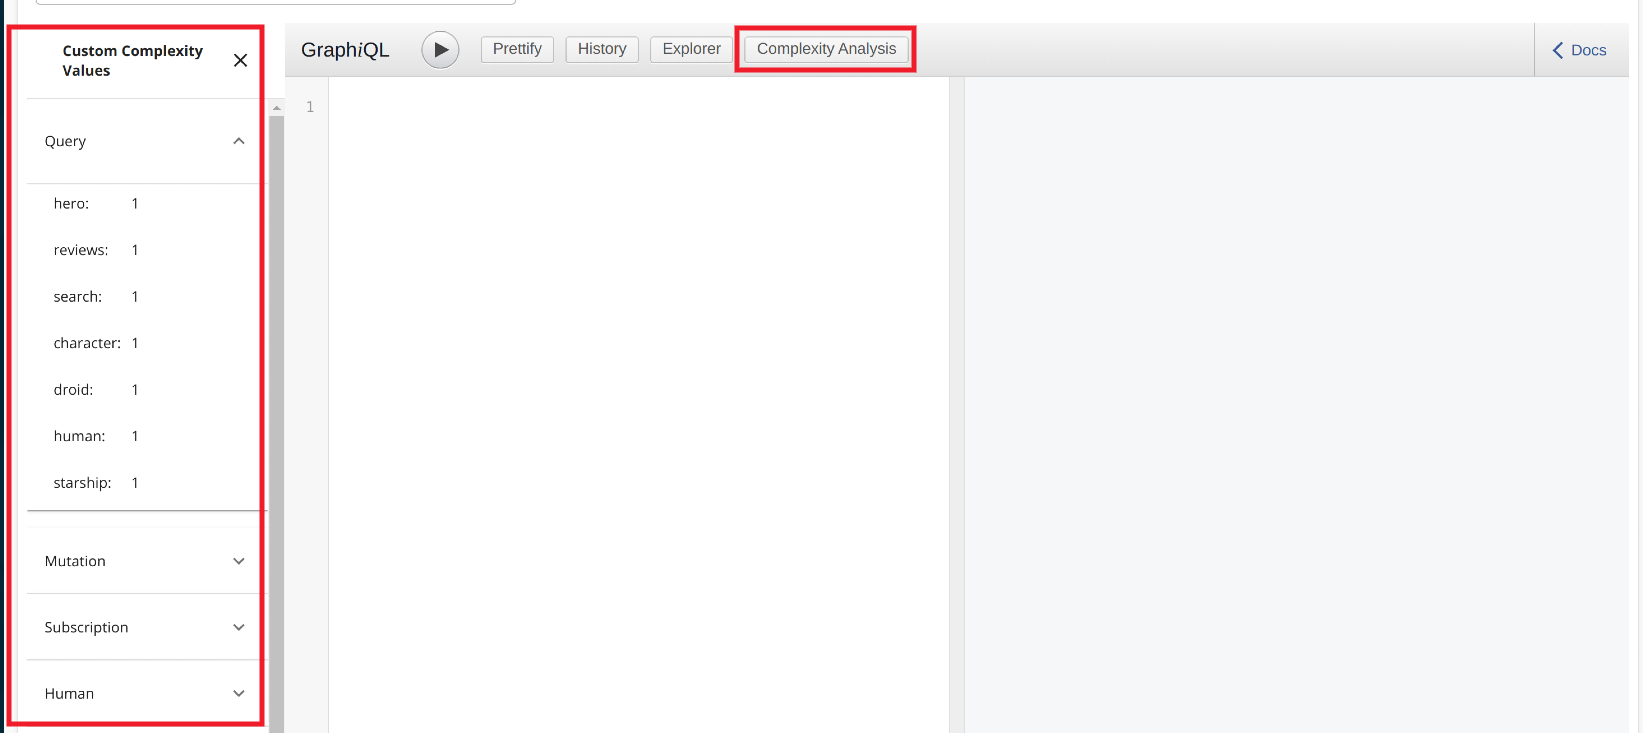 Custom Complexity
Values
GraphiQL
Prettify
History
Explorer
Complexity Analysis
Docs
Query
hero: 1
reviews: 1
search: 1
character: 1
droid: 1
human: 1
starship: 1
Mutation
Subscription
Human
1